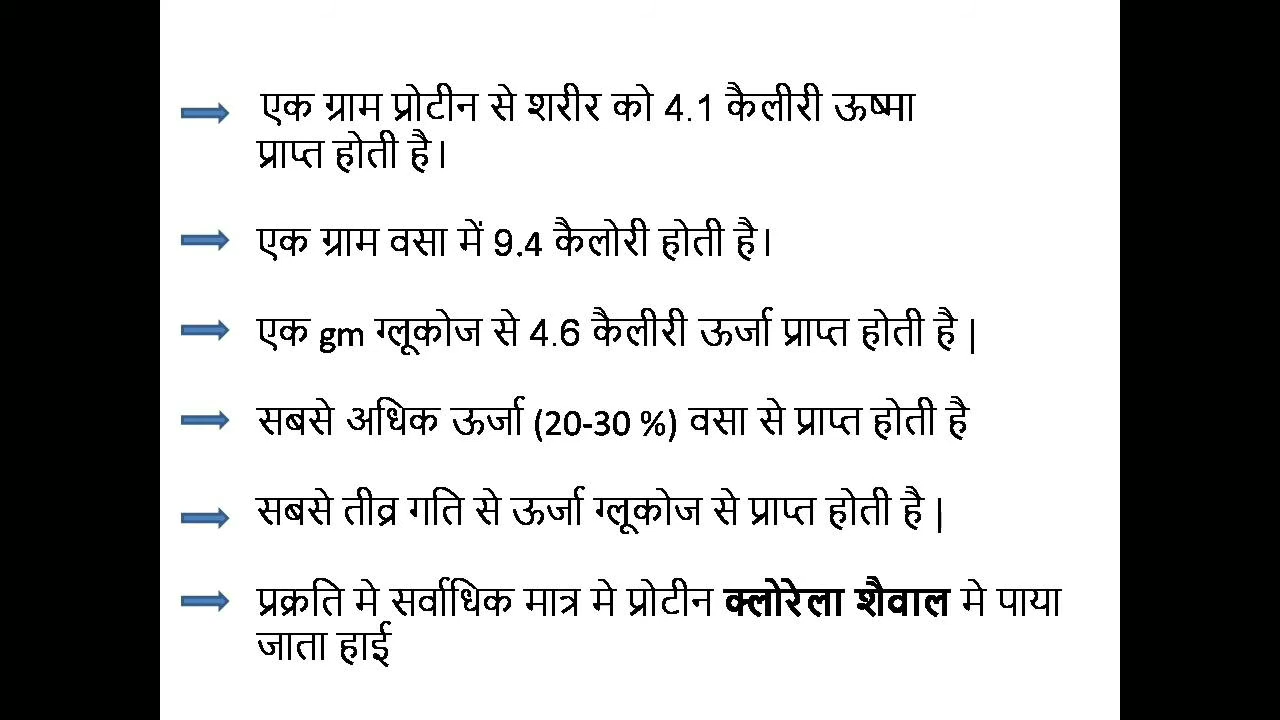 एक ग्राम प्रोटीन से शरीर को 4.1 कैलीरी ऊष्मा
प्राप्त होती है।
एक ग्राम वसा में 9.4 कैलोरी होती है।
एक gm ग्लूकोज से 4.6 कैलीरी ऊर्जा प्राप्त होती है |
सबसे अधिक ऊर्जा (20-30 %) वसा से प्राप्त होती है
सबसे तीव्र गति से ऊर्जा ग्लूकोज से प्राप्त होती है |
प्रक्रति मे सर्वाधिक मात्र मे प्रोटीन क्लोरेला शैवाल मे पाया
जाता हाई